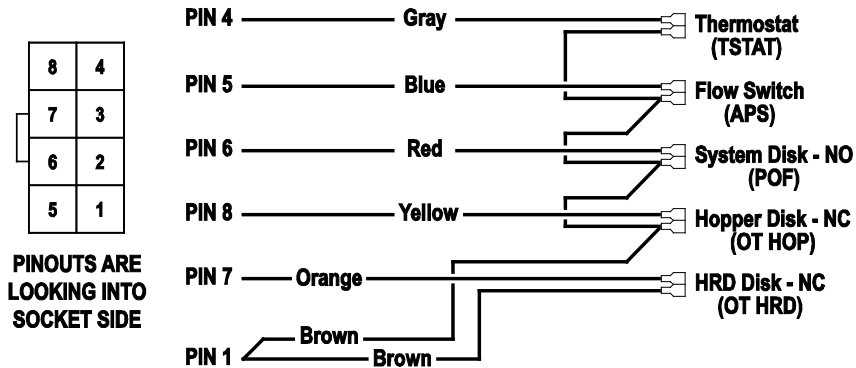 8 4
7 3
6 2
5 1
PINOUTS ARE
LOOKING INTO
SOCKET SIDE
PIN 4 Gray Thermostat
(TSTAT)
PIN 5 Blue Flow Switch
(APS)
PIN 6 Red System Disk - NO
(POF)
PIN 8 Yellow Hopper Disk - NC
(OT HOP)
PIN 7 Orange HRD Disk - NC
(OT HRD)
Brown
PIN 1 Brown